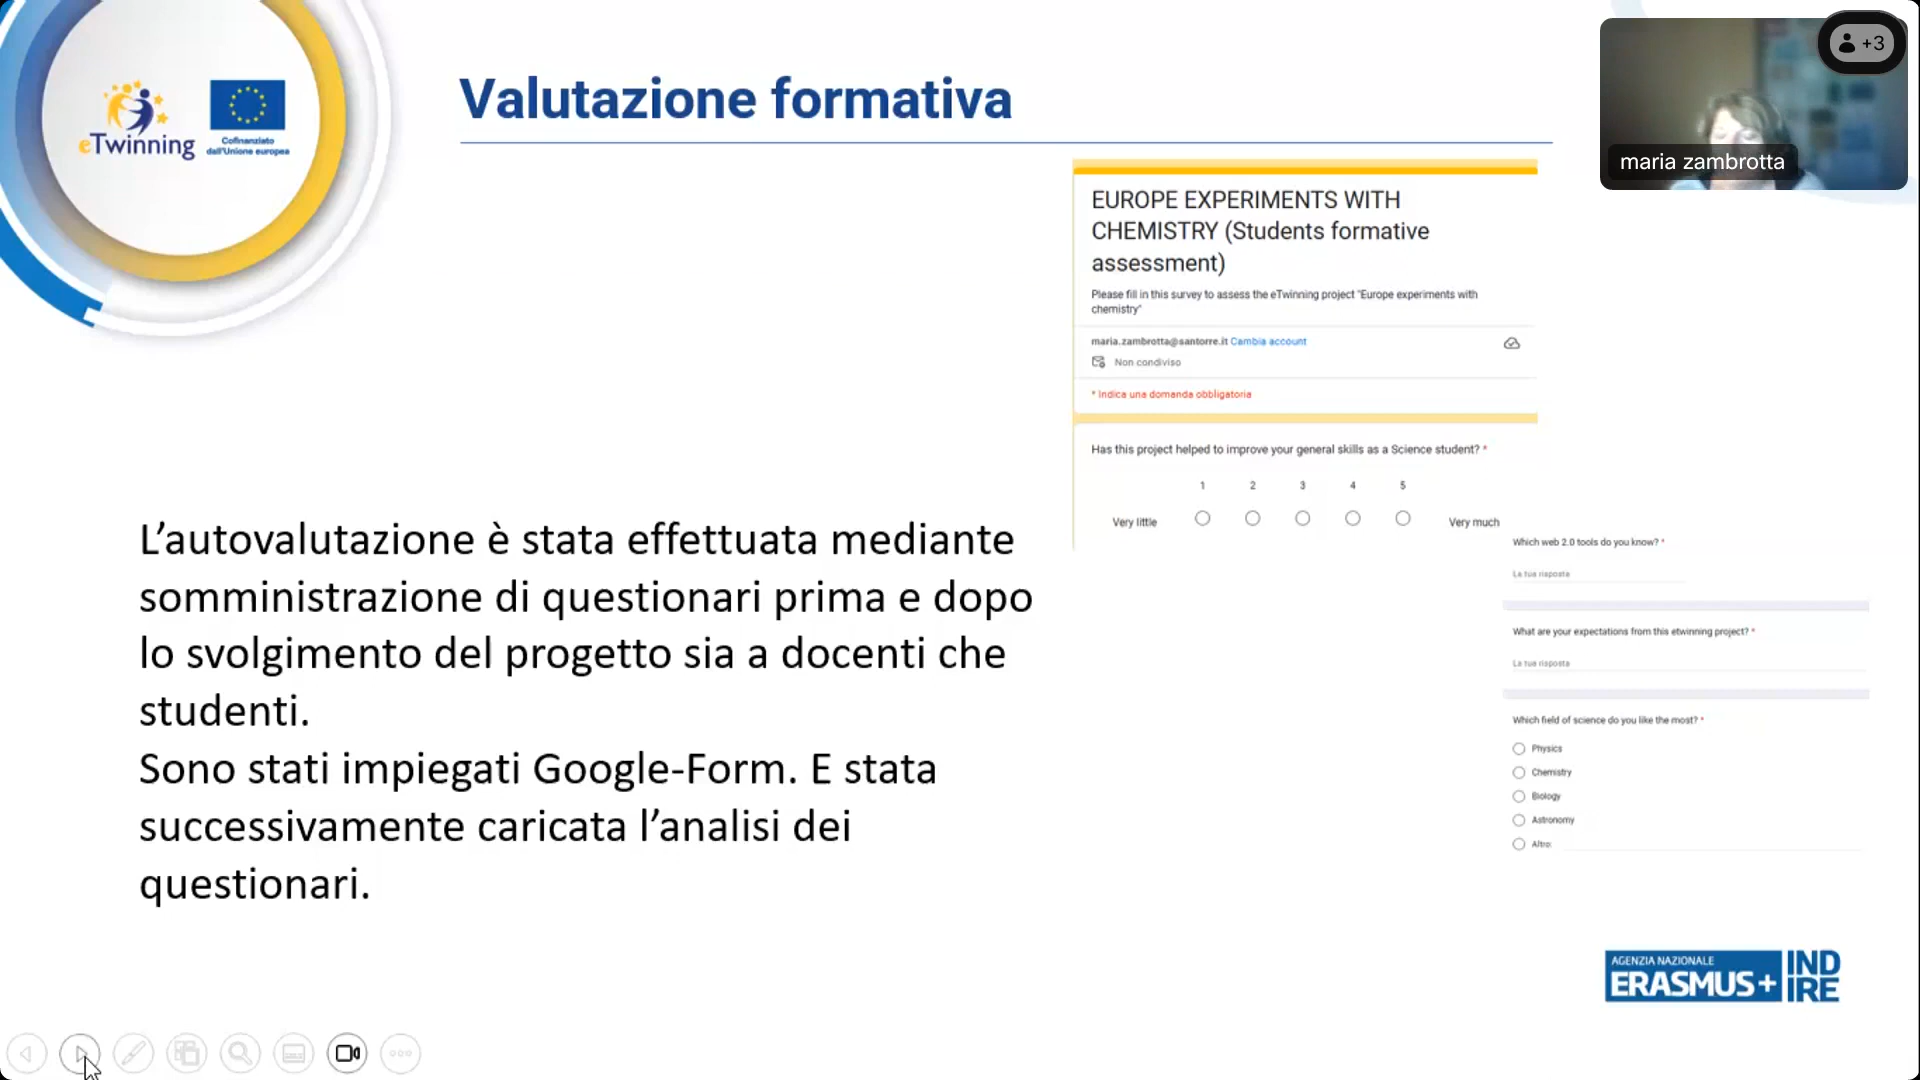 eTwinning
Cofinanziato
dall'Unione europea
Valutazione formativa
+3
maria zambrotta
EUROPE EXPERIMENTS WITH
CHEMISTRY (Students formative
assessment)
Please fill in this survey to assess the eTwinning project "Europe experiments with
chemistry"
maria.zambrotta@santorre.it Cambia account
Non condiviso
* Indica una domanda obbligatoria
Has this project helped to improve your general skills as a Science student? *
1 2 3 4 5
Very little Very much
Which web 2.0 tools do you know? *
La tua risposta
What are your expectations from this etwinning project? *
La tua risposta
Which field of science do you like the most? *
Physics
Chemistry
Biology
Astronomy
Altro:
L'autovalutazione è stata effettuata mediante
somministrazione di questionari prima e dopo
lo svolgimento del progetto sia a docenti che
studenti.
Sono stati impiegati Google-Form. E stata
successivamente caricata l'analisi dei
questionari.
AGENZIA NAZIONALE
ERASMUS+
IND
IRE